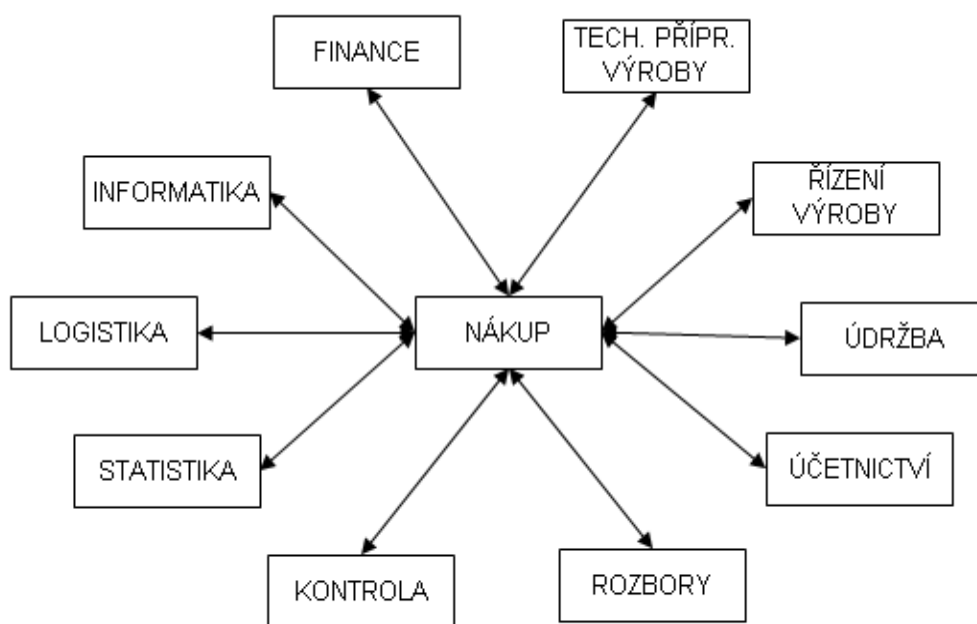 FINANCE
TECH. PŘÍPR.
VÝROBY
INFORMATIKA
ŘÍZENÍ
VÝROBY
LOGISTIKA
NÁKUP
ÚDRŽBA
STATISTIKA
ÚČETNICTVÍ
KONTROLA
ROZBORY